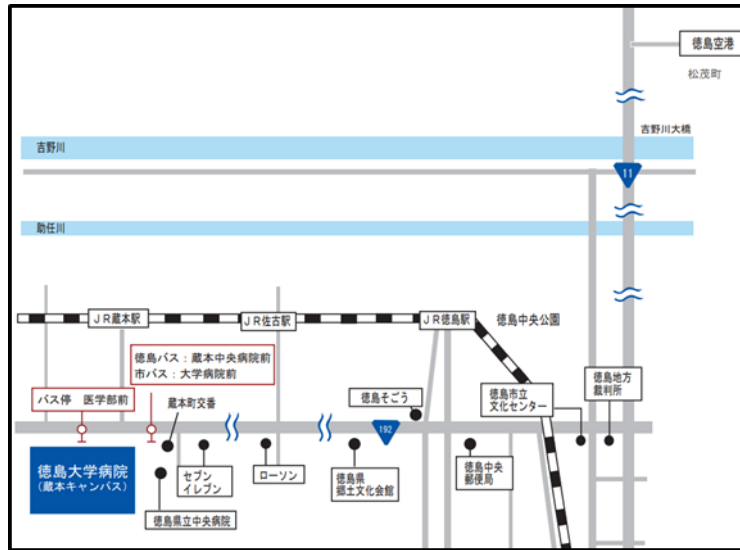 徳島空港
松茂町
吉野川大橋
吉野川
11
助任川
JR蔵本駅
JR佐古駅
JR徳島駅
徳島中央公園
徳島バス:蔵本中央病院前
市バス:大学病院前
バス停 医学部前
蔵本町交番
徳島そごう
徳島市立
文化センター
徳島地方
裁判所
192
徳島大学病院
(蔵本キャンパス)
セブン
イレブン
ローソン
徳島県
郷土文化会館
徳島中央
郵便局
徳島県立中央病院